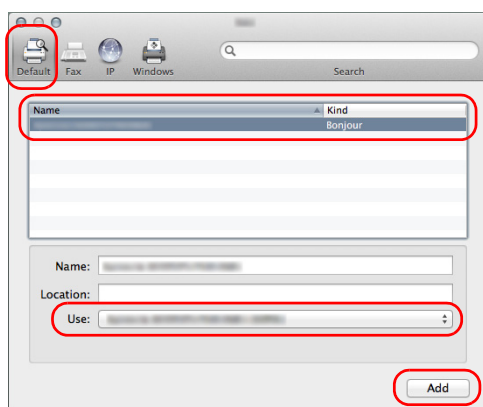 Default Fax IP Windows Search
Name Kind
Bonjour
Name:
Location:
Use:
Add